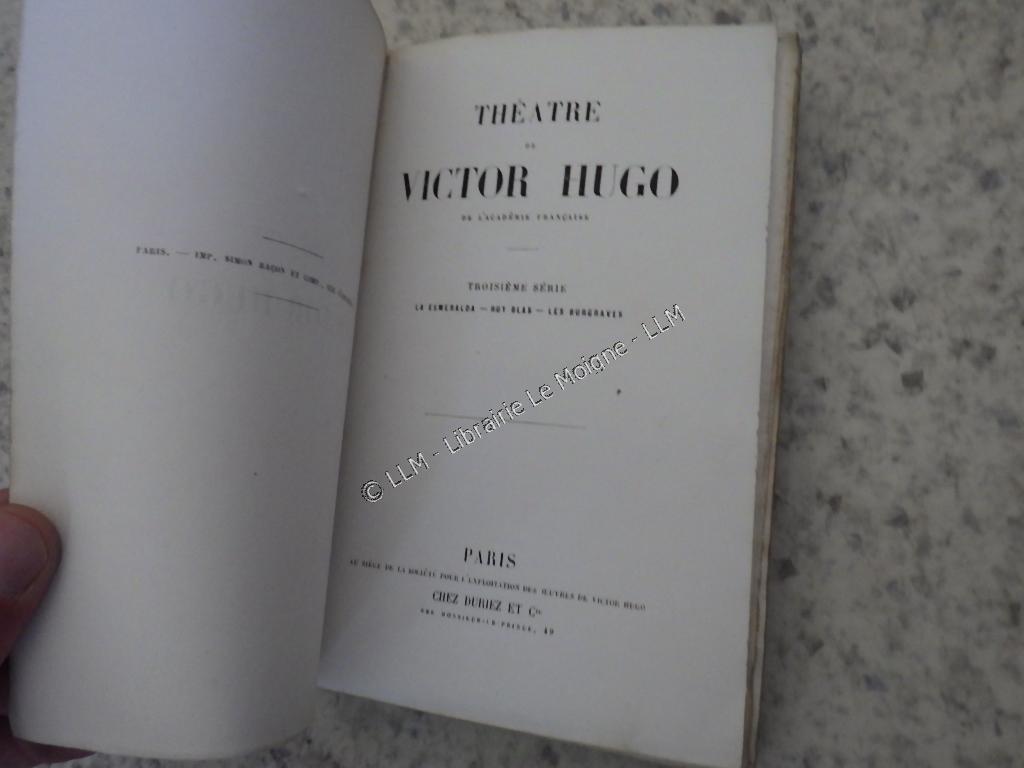 PARIS. — IMP. SIMON RAÇON ET COMP., RUE
THÉATRE
DE
VICTOR HUGO
DE L'ACADÉMIE FRANÇAISE
TROISIÈME SÉRIE
LA ESMERALDA — RUY BLAS — LES BURGRAVES
© LLM - Librairie Le Moigne - LLM
PARIS
AU SIÉGE DE LA SOCIÉTÉ POUR L'EXPLOITATION DES ŒUVRES DE VICTOR HUGO
CHEZ DURIEZ ET Cie
RUE MONSIEUR-LE-PRINCE, 49